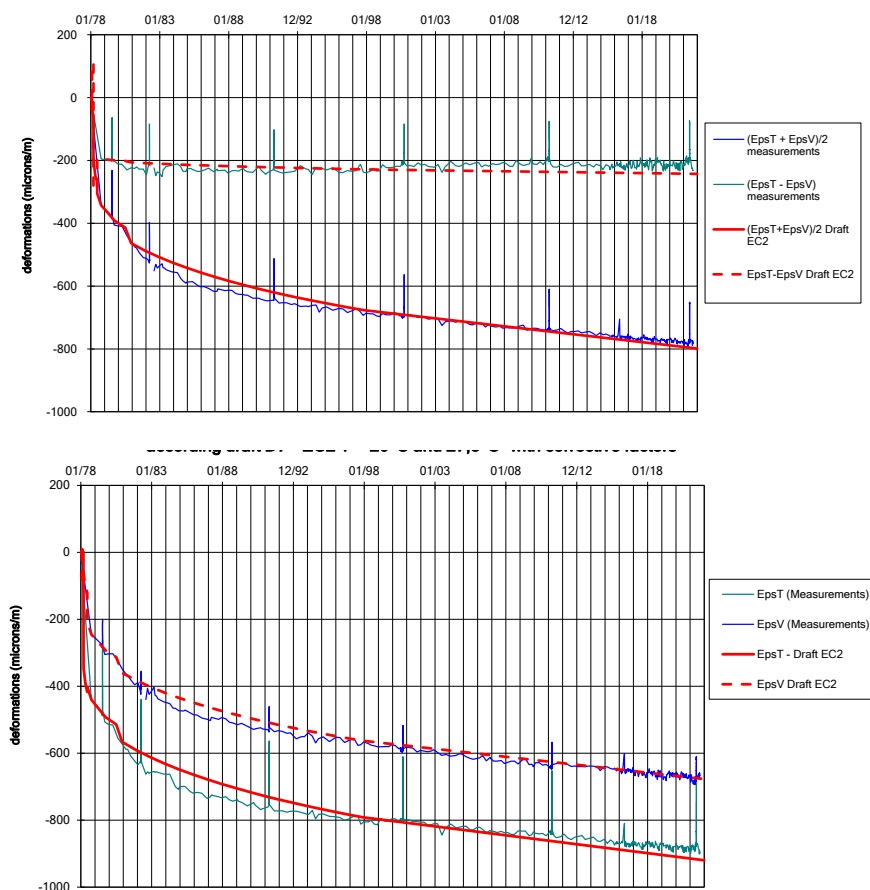 01/78 01/83 01/88 12/92 01/98 01/03 01/08 12/12 01/18
200
0
-200
-400
-600
-800
-1000
deformations (microns/m)
(EpsT + EpsV)/2
measurements
(EpsT - EpsV)
measurements
(EpsT+EpsV)/2 Draft
EC2
EpsT-EpsV Draft EC2
01/78 01/83 01/88 12/92 01/98 01/03 01/08 12/12 01/18
200
0
-200
-400
-600
-800
-1000
deformations (microns/m)
EpsT (Measurements)
EpsV (Measurements)
EpsT - Draft EC2
EpsV Draft EC2